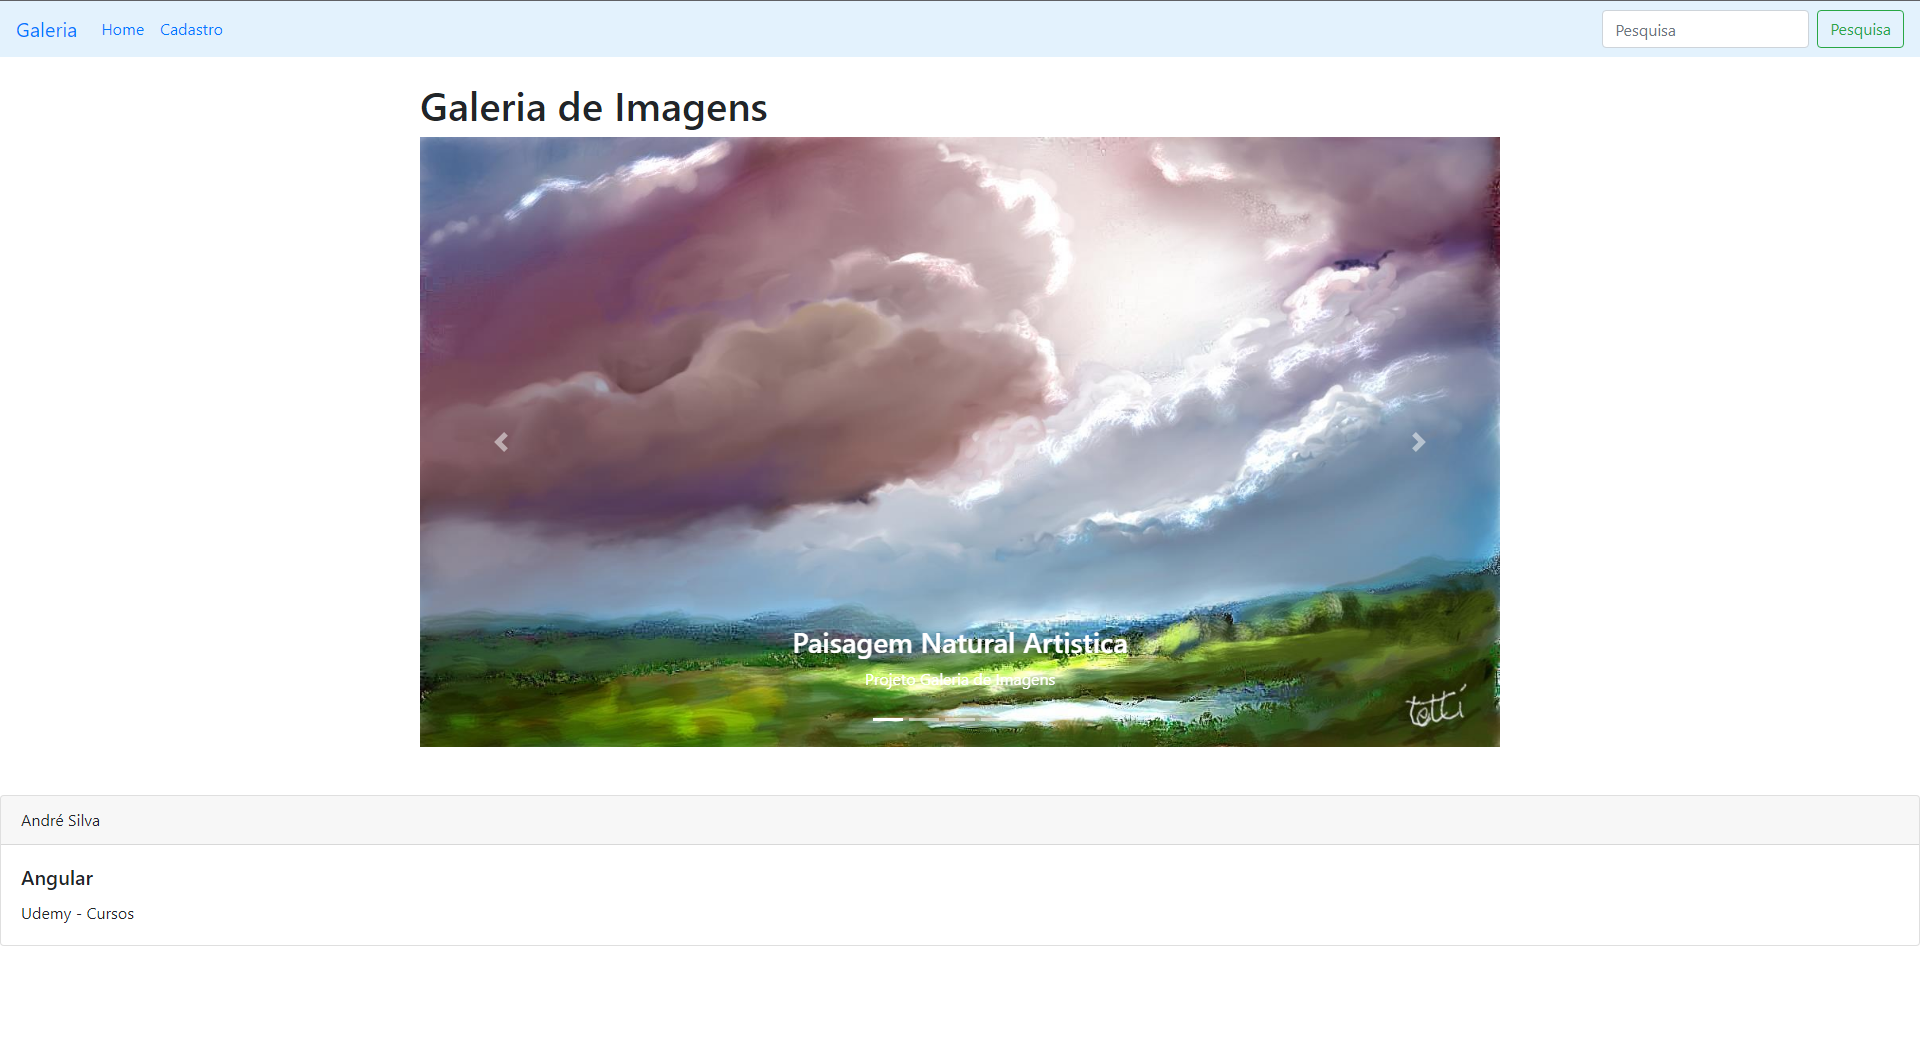 Galeria Home Cadastro Pesquisa Pesquisa
Galeria de Imagens
Paisagem Natural Artistica
Projeto Galeria de Imagens
totti
André Silva
Angular
Udemy - Cursos